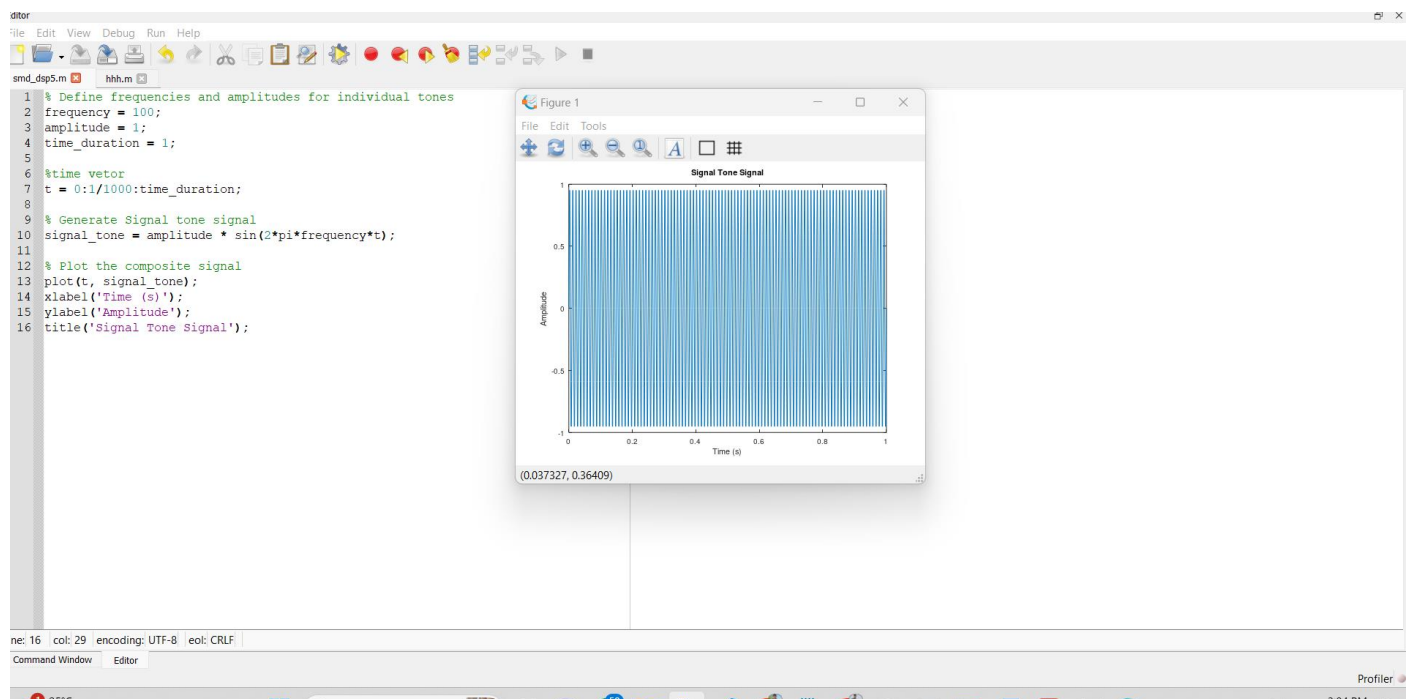 ditor
File Edit View Debug Run Help
smd_dsp5.m hhh.m
1 % Define frequencies and amplitudes for individual tones
2 frequency = 100;
3 amplitude = 1;
4 time_duration = 1;
5
6 %time vetor
7 t = 0:1/1000:time_duration;
8
9 % Generate Signal tone signal
10 signal_tone = amplitude * sin(2*pi*frequency*t);
11
12 % Plot the composite signal
13 plot(t, signal_tone);
14 xlabel('Time (s)');
15 ylabel('Amplitude');
16 title('Signal Tone Signal');
Figure 1
File Edit Tools
A
Signal Tone Signal
1
0.5
0
-0.5
-1
Amplitude
0 0.2 0.4 0.6 0.8 1
Time (s)
(0.037327, 0.36409)
ne: 16 col: 29 encoding: UTF-8 eol: CRLF
Command Window Editor
Profiler